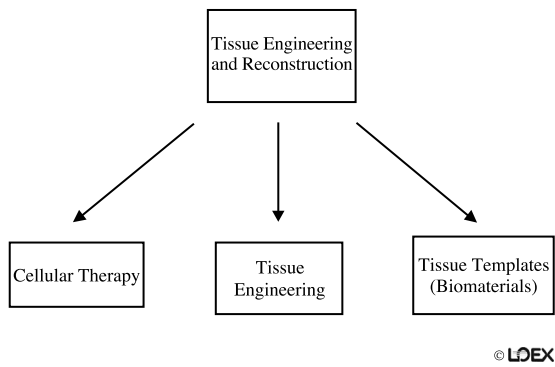 Tissue Engineering
and Reconstruction
Cellular Therapy
Tissue
Engineering
Tissue Templates
(Biomaterials)
© LOEX